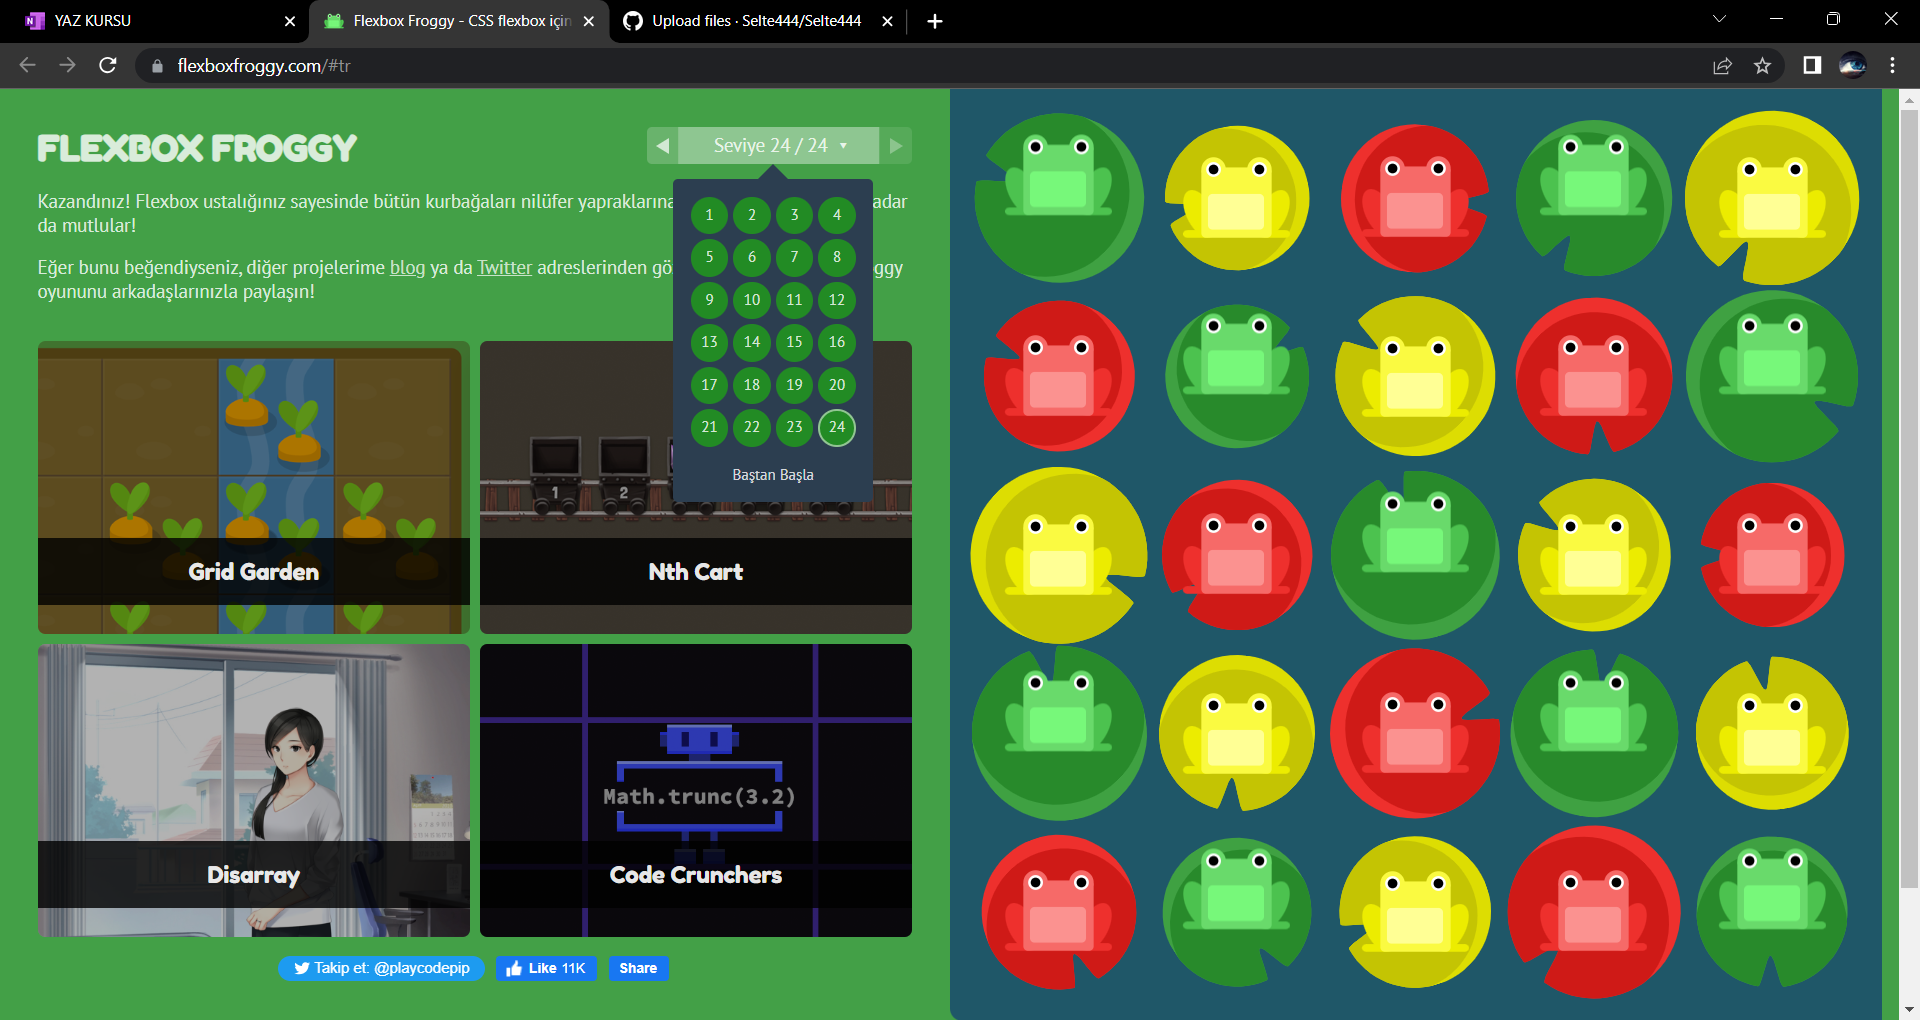 YAZ KURSU
Flexbox Froggy - CSS flexbox için
Upload files · Selte444/Selte444
flexboxfroggy.com/#tr
FLEXBOX FROGGY
Seviye 24 / 24
Kazandınız! Flexbox ustalığınız sayesinde bütün kurbağaları nilüfer yapraklarına adar
da mutlular!
Eğer bunu beğendiyseniz, diğer projelerime blog ya da Twitter adreslerinden gö ggy
oyununu arkadaşlarınızla paylaşın!
1 2 3 4
5 6 7 8
9 10 11 12
13 14 15 16
17 18 19 20
21 22 23 24
Baştan Başla
1 2
Grid Garden
Nth Cart
Math.trunc(3.2)
Disarray
Code Crunchers
Takip et: @playcodepip
Like 11K
Share